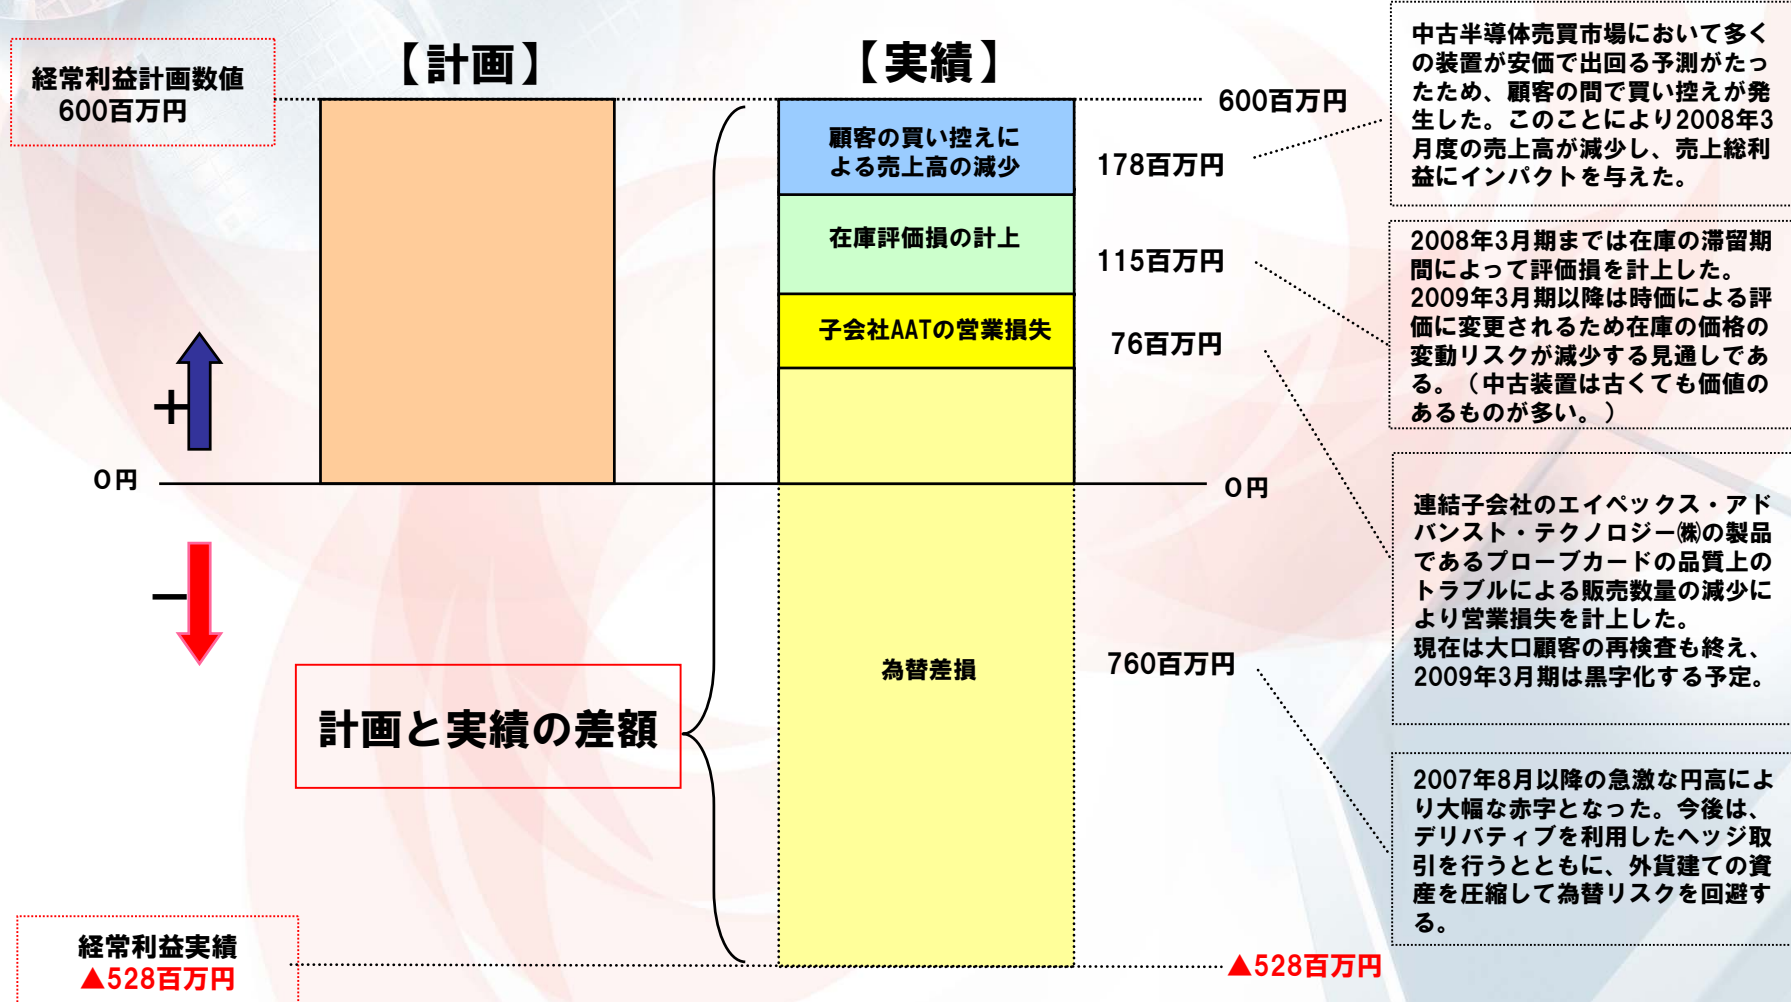 経常利益計画数値
600百万円
【計画】
【実績】
600百万円
顧客の買い控えに
よる売上高の減少
178百万円
中古半導体売買市場において多く
の装置が安価で出回る予測がたっ
たため、顧客の間で買い控えが発
生した。このことにより2008年3
月度の売上高が減少し、売上総利
益にインパクトを与えた。
在庫評価損の計上
115百万円
2008年3月期までは在庫の滞留期
間によって評価損を計上した。
2009年3月期以降は時価による評
価に変更されるため在庫の価格の
変動リスクが減少する見通しであ
る。（中古装置は古くても価値の
あるものが多い。）
子会社AATの営業損失
76百万円
連結子会社のエイペックス・アド
バンスト・テクノロジー㈱の製品
であるプローブカードの品質上の
トラブルによる販売数量の減少に
より営業損失を計上した。
現在は大口顧客の再検査も終え、
2009年3月期は黒字化する予定。
＋
０円
０円
－
為替差損
760百万円
2007年8月以降の急激な円高によ
り大幅な赤字となった。今後は、
デリバティブを利用したヘッジ取
引を行うとともに、外貨建ての資
産を圧縮して為替リスクを回避す
る。
計画と実績の差額
経常利益実績
▲528百万円
▲528百万円